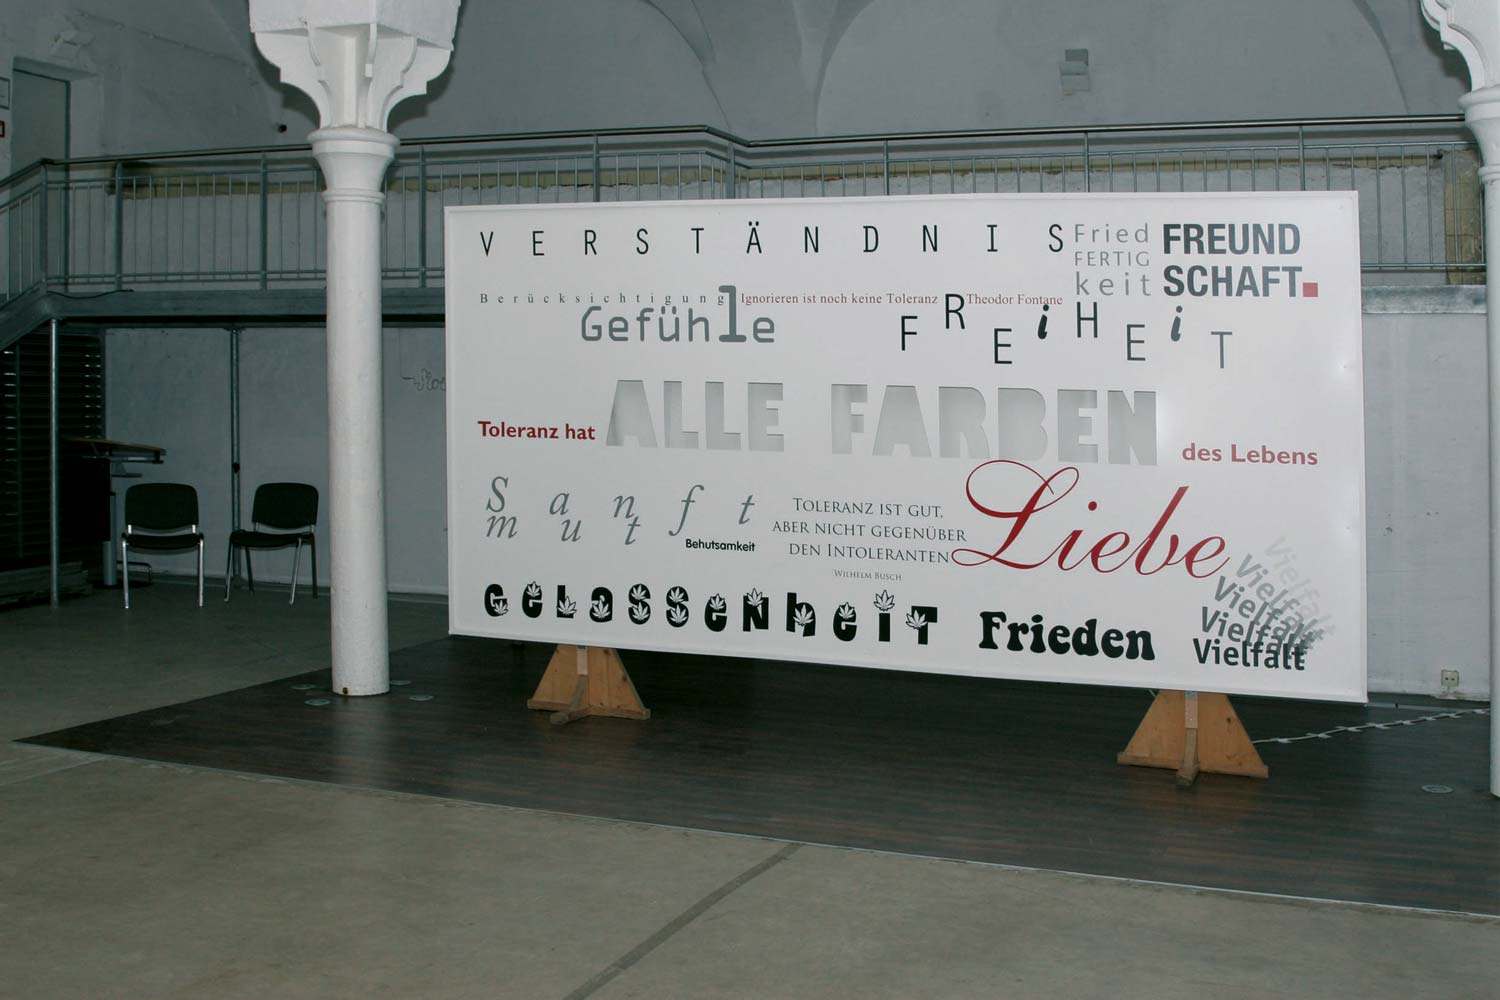 VERSTÄNDNIS
Fried
FERTIG
keit
FREUND
SCHAFT.
Berücksichtigung
Ignorieren ist noch keine Toleranz
Theodor Fontane
Gefühle
FREiHEiT
Toleranz hat ALLE FARBEN des Lebens
Sanft
mut
Behutsamkeit
TOLERANZ IST GUT,
ABER NICHT GEGENÜBER
DEN INTOLERANTEN
WILHELM BUSCH
Liebe
GELASSENHEIT
Frieden
Vielfalt
Vielfalt
Vielfalt
Vielfalt
Vielfalt